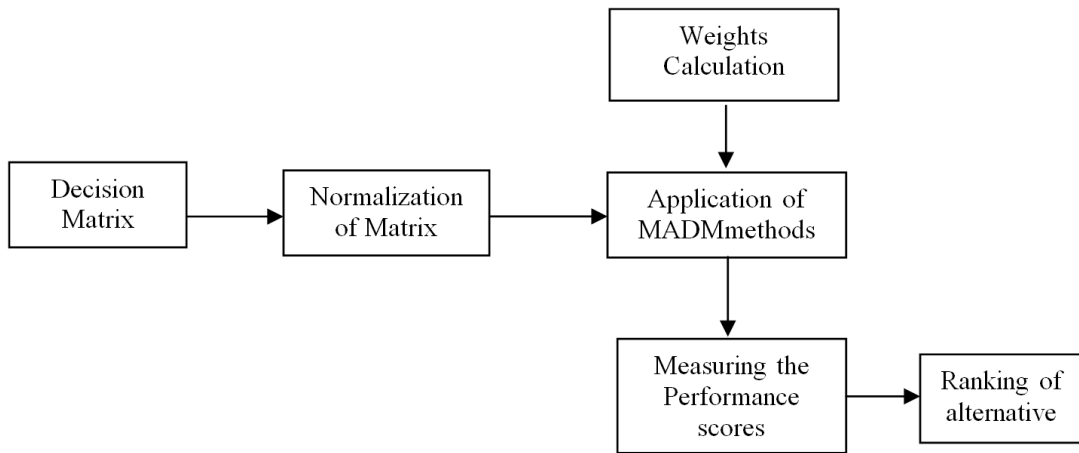 Weights
Calculation
Decision
Matrix
Normalization
of Matrix
Application of
MADMmethods
Measuring the
Performance
scores
Ranking of
alternative